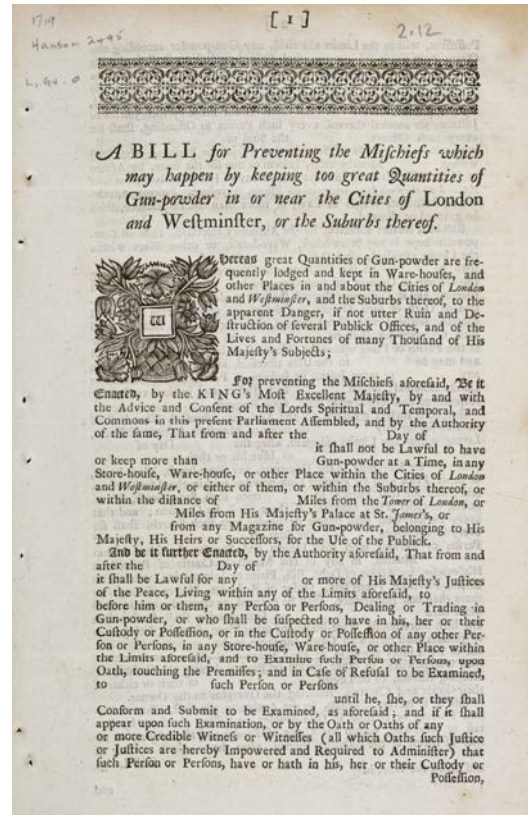 1719
[ 1 ]
2.12
Hanson 2495
L. Gu. O
A BILL for Preventing the Miſchiefs which
may happen by keeping too great Quantities of
Gun-powder in or near the Cities of London
and Weſtminſter, or the Suburbs thereof.
Whereas great Quantities of Gun-powder are fre-
quently lodged and kept in Ware-houſes, and
other Places in and about the Cities of London
and Weſtminſter, and the Suburbs thereof, to the
apparent Danger, if not utter Ruin and De-
ſtruction of ſeveral Publick Offices, and of the
Lives and Fortunes of many Thouſand of His
Majeſty's Subjects;
For preventing the Miſchiefs aforeſaid, Be it
Enacted, by the KING's Moſt Excellent Majeſty, by and with
the Advice and Conſent of the Lords Spiritual and Temporal, and
Commons in this preſent Parliament Aſſembled, and by the Authority
of the ſame, That from and after the Day of
it ſhall not be Lawful to have
or keep more than Gun-powder at a Time, in any
Store-houſe, Ware-houſe, or other Place within the Cities of London
and Weſtminſter, or either of them, or within the Suburbs thereof, or
within the diſtance of Miles from the Tower of London, or
Miles from His Majeſty's Palace at St. James's, or
from any Magazine for Gun-powder, belonging to His
Majeſty, His Heirs or Succeſſors, for the Uſe of the Publick.
And be it further Enacted, by the Authority aforeſaid, That from and
after the Day of
it ſhall be Lawful for any or more of His Majeſty's Juſtices
of the Peace, Living within any of the Limits aforeſaid, to
before him or them, any Perſon or Perſons, Dealing or Trading in
Gun-powder, or who ſhall be ſuſpected to have in his, her or their
Cuſtody or Poſſeſſion, or in the Cuſtody or Poſſeſſion of any other Per-
ſon or Perſons, in any Store-houſe, Ware-houſe, or other Place within
the Limits aforeſaid, and to Examine ſuch Perſon or Perſons, upon
Oath, touching the Premiſſes; and in Caſe of Refuſal to be Examined,
to ſuch Perſon or Perſons
until he, ſhe, or they ſhall
Conform and Submit to be Examined, as aforeſaid; and if it ſhall
appear upon ſuch Examination, or by the Oath or Oaths of any
or more Credible Witneſs or Witneſſes (all which Oaths ſuch Juſtice
or Juſtices are hereby Impowered and Required to Adminiſter) that
ſuch Perſon or Perſons, have or hath in his, her or their Cuſtody or
Poſſeſſion,